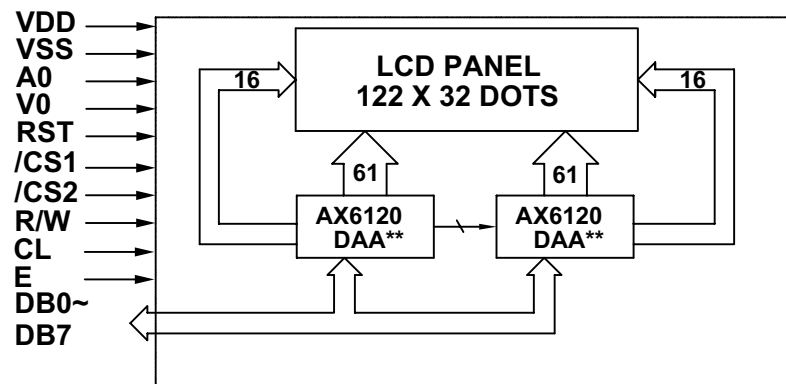 VDD
VSS
A0
V0
RST
/CS1
/CS2
R/W
CL
E
DB0~
DB7
LCD PANEL
122 X 32 DOTS
16
16
61
61
AX6120
DAA**
AX6120
DAA**